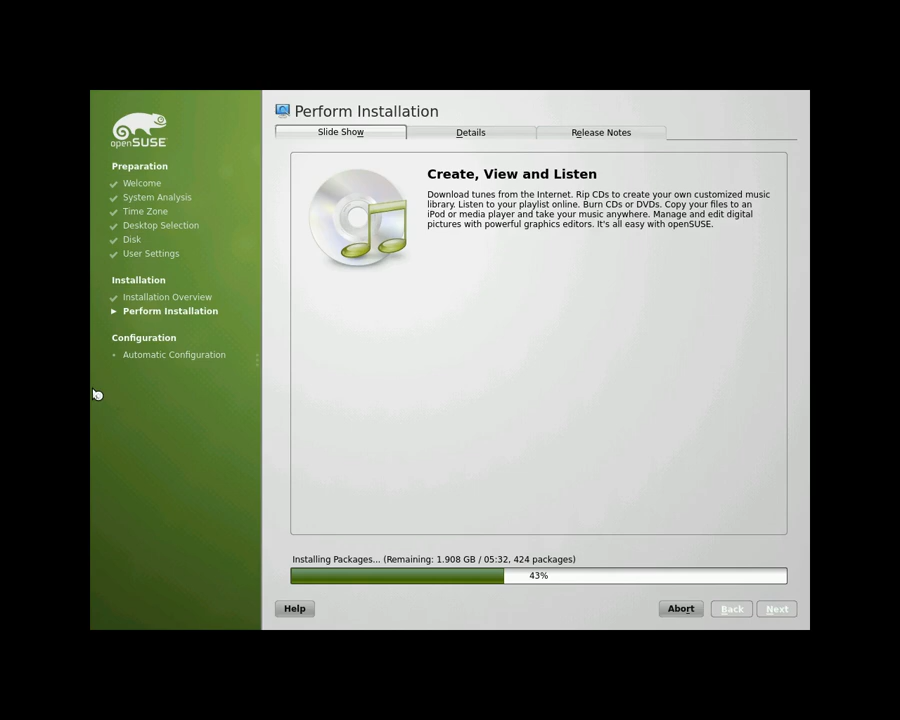 openSUSE
Preparation
Welcome
System Analysis
Time Zone
Desktop Selection
Disk
User Settings
Installation
Installation Overview
Perform Installation
Configuration
Automatic Configuration
Perform Installation
Slide Show
Details
Release Notes
Create, View and Listen
Download tunes from the Internet. Rip CDs to create your own customized music
library. Listen to your playlist online. Burn CDs or DVDs. Copy your files to an
iPod or media player and take your music anywhere. Manage and edit digital
pictures with powerful graphics editors. It's all easy with openSUSE.
Installing Packages... (Remaining: 1.908 GB / 05:32, 424 packages)
43%
Help
Abort
Back
Next